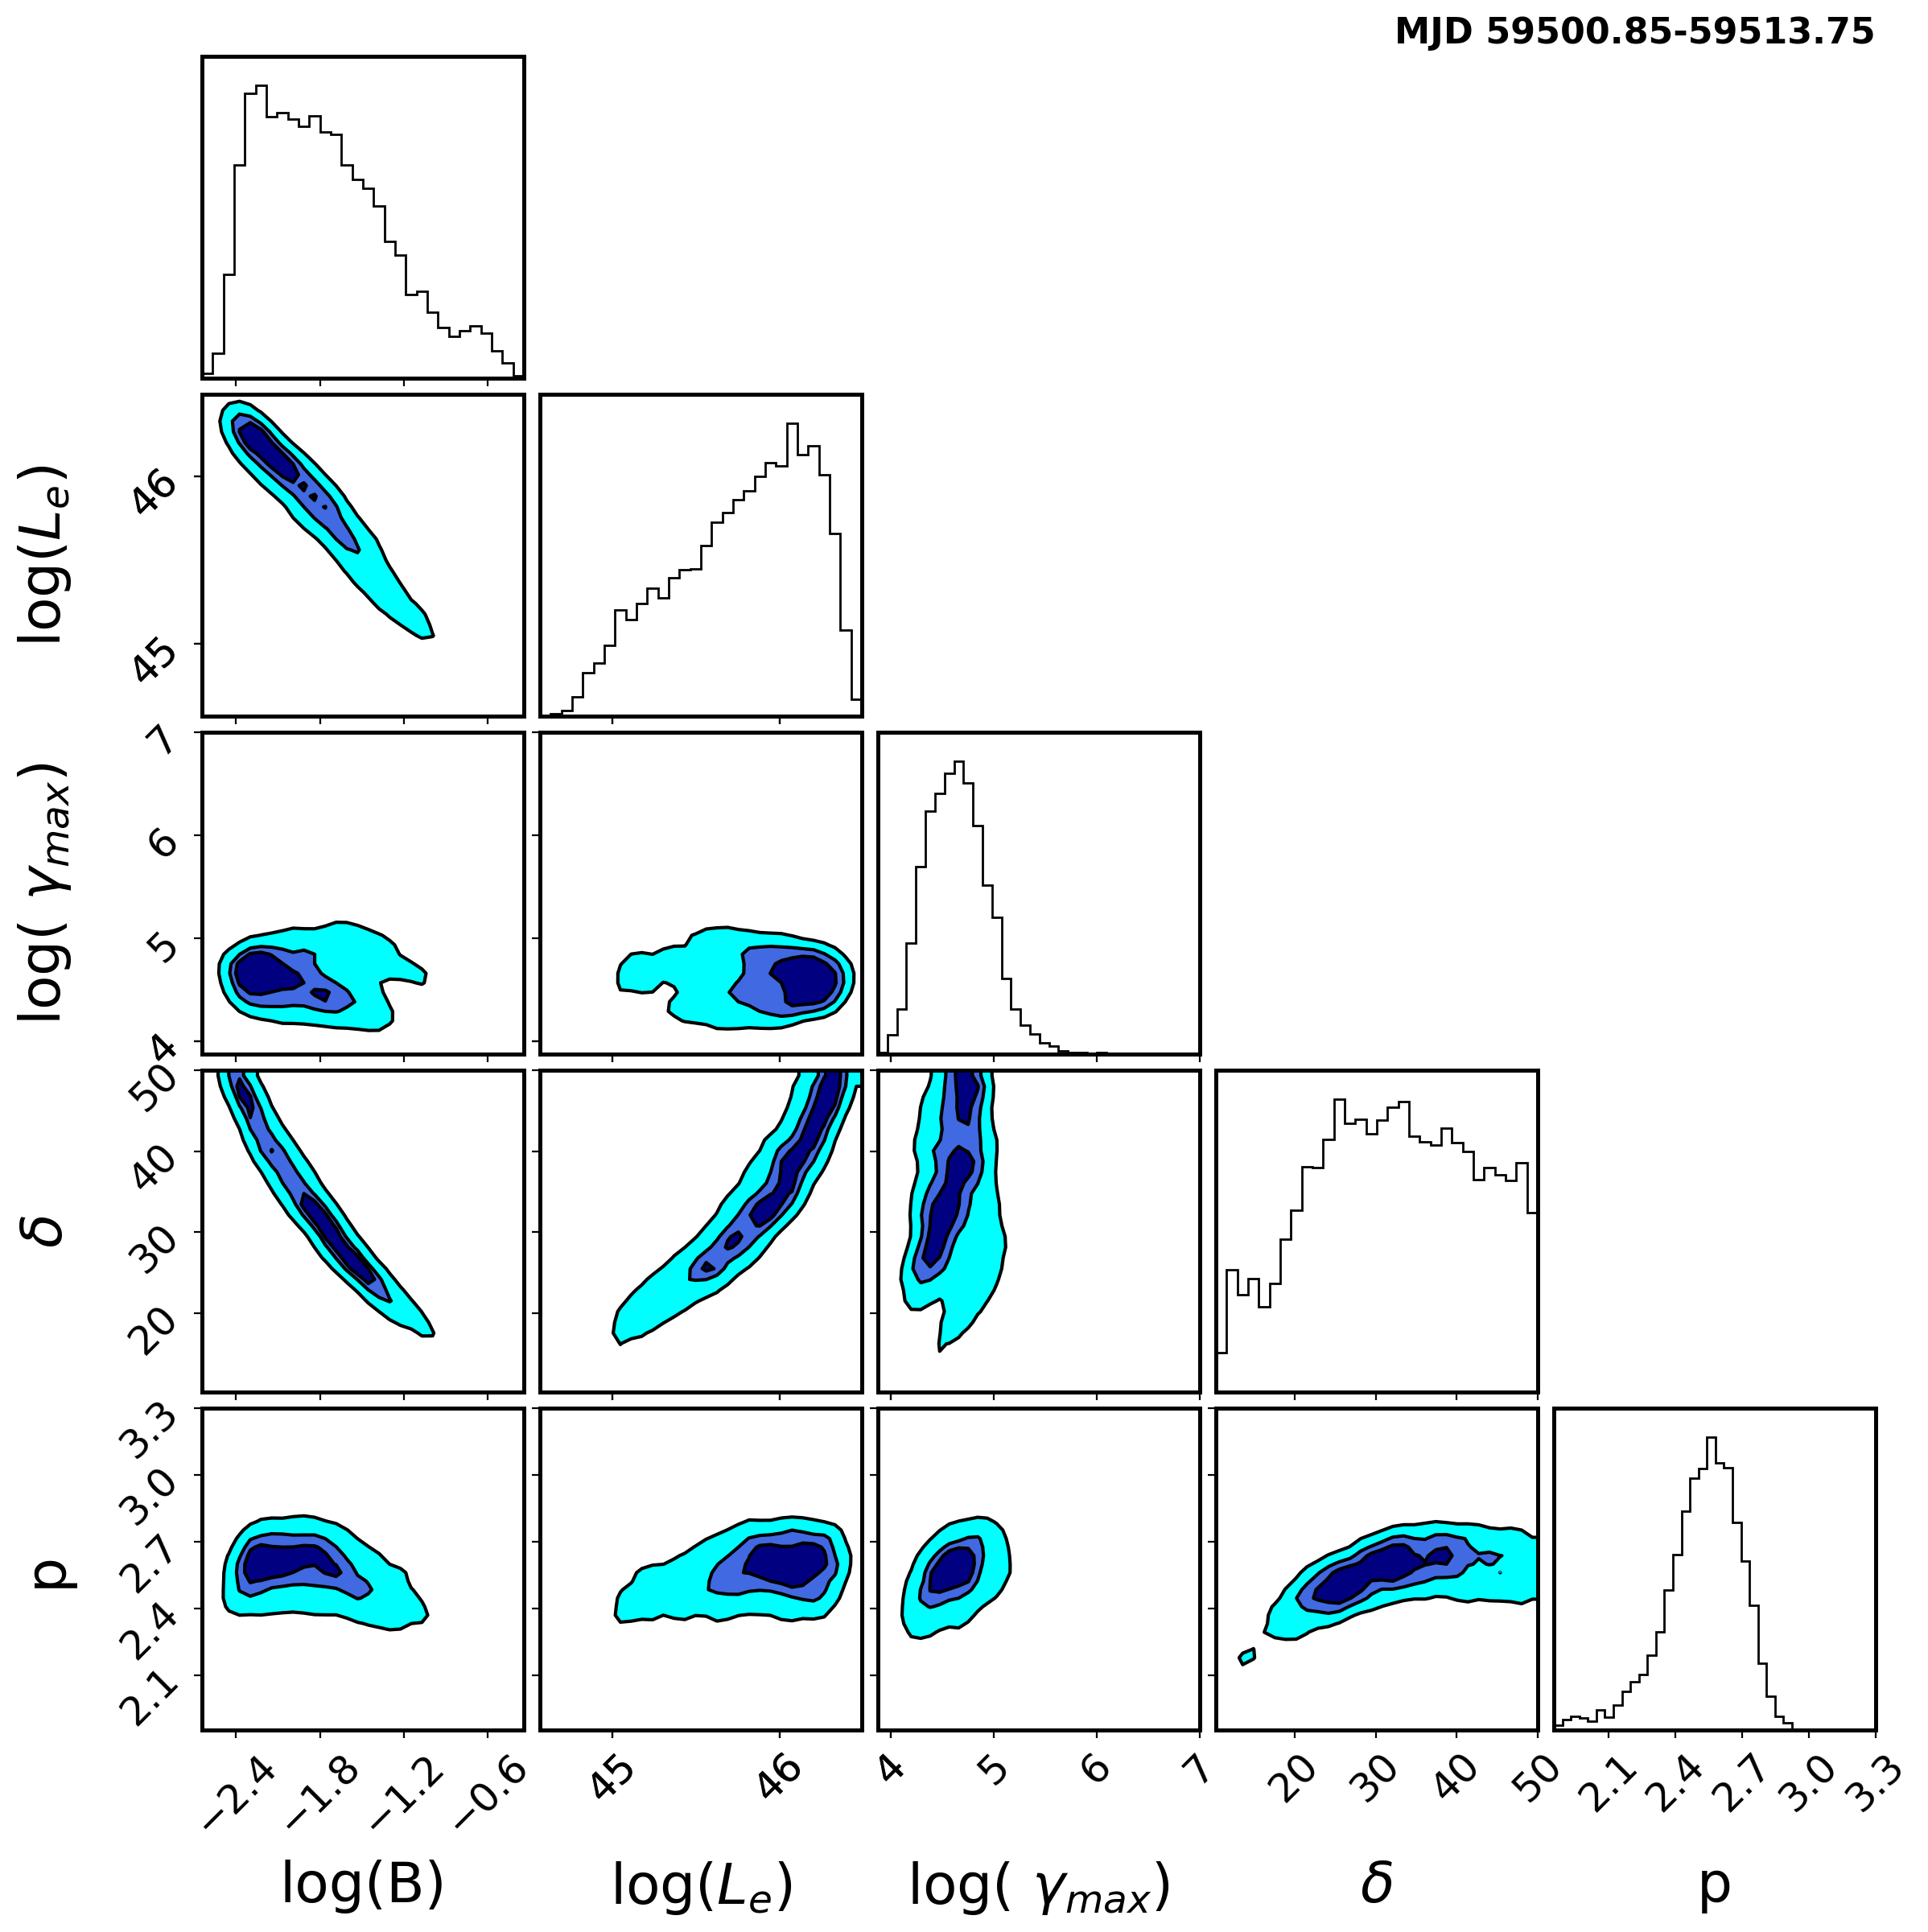 MJD 59500.85-59513.75
log(Lₑ)
46
45
log( γₘₐₓ)
7
6
5
4
δ
50
40
30
20
p
3.3
3.0
2.7
2.4
2.1
−2.4 −1.8 −1.2 −0.6 45 46 4 5 6 7 20 30 40 50 2.1 2.4 2.7 3.0 3.3
log(B) log(Lₑ) log( γₘₐₓ) δ p